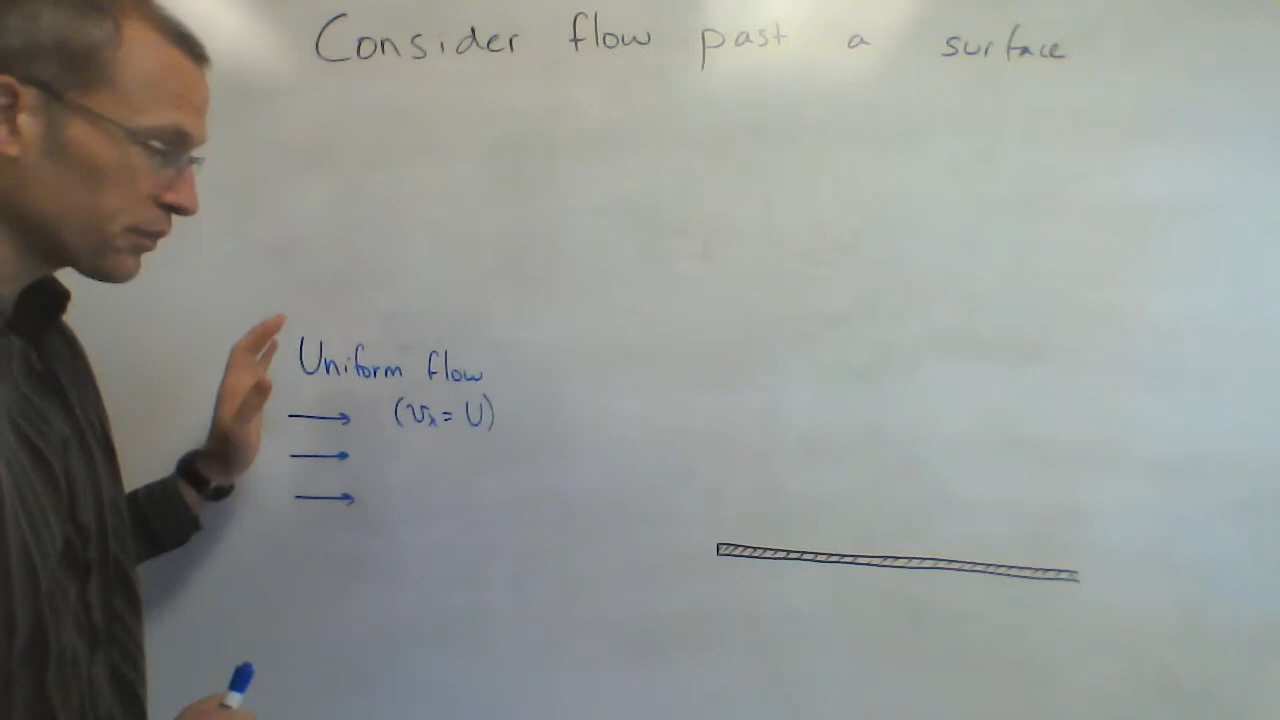 Consider flow past a surface
Uniform flow
(vₓ = U)